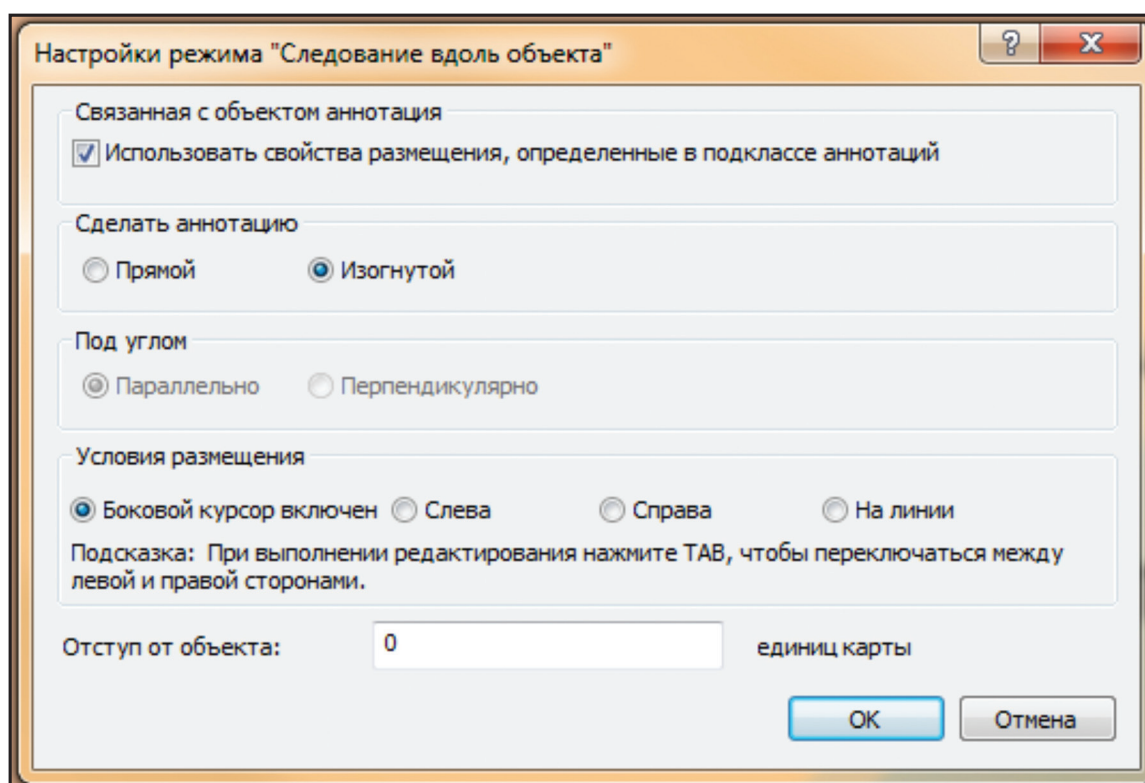 Настройки режима "Следование вдоль объекта"
Связанная с объектом аннотация
Использовать свойства размещения, определенные в подклассе аннотаций
Сделать аннотацию
Прямой Изогнутой
Под углом
Параллельно Перпендикулярно
Условия размещения
Боковой курсор включен Слева Справа На линии
Подсказка: При выполнении редактирования нажмите TAB, чтобы переключаться между
левой и правой сторонами.
Отступ от объекта: 0 единиц карты
OK Отмена